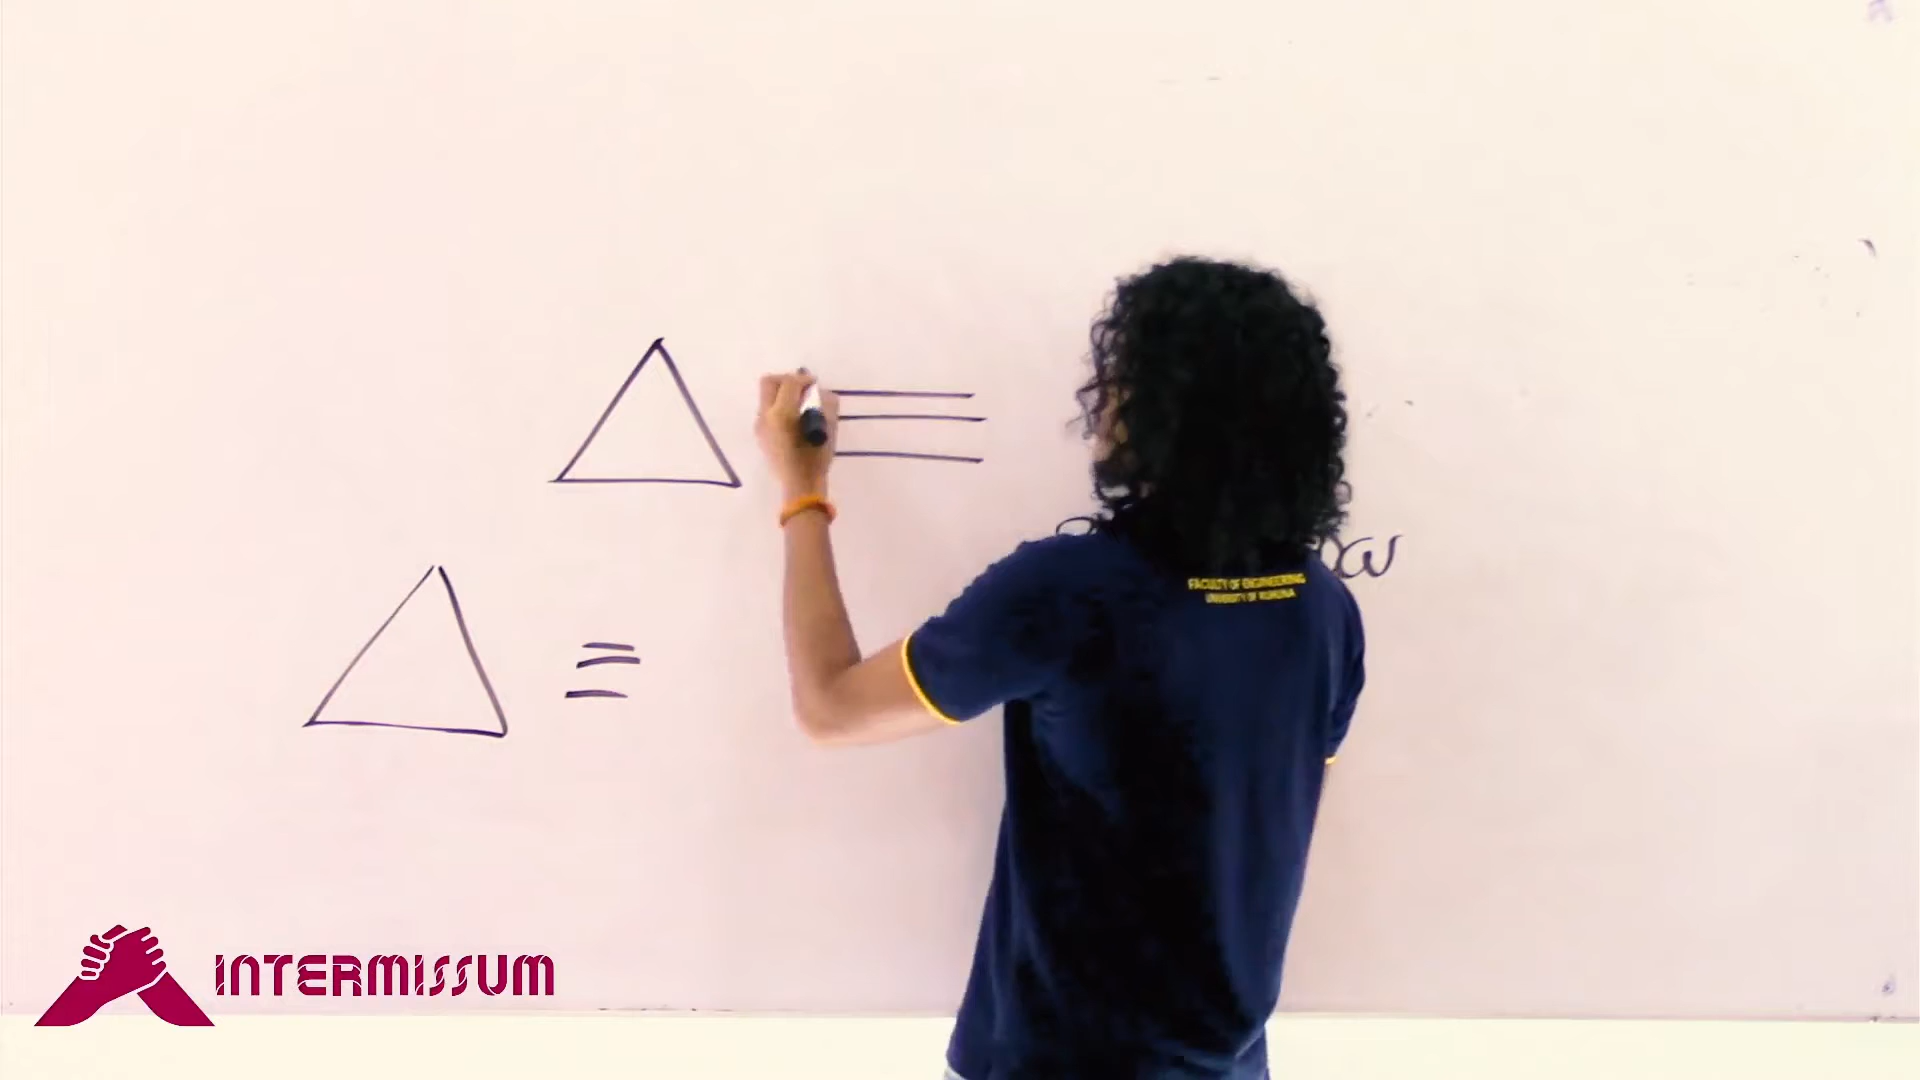 △ ≡
△ ≡
FACULTY OF ENGINEERING
UNIVERSITY OF RUHUNA
INTERMISSUM